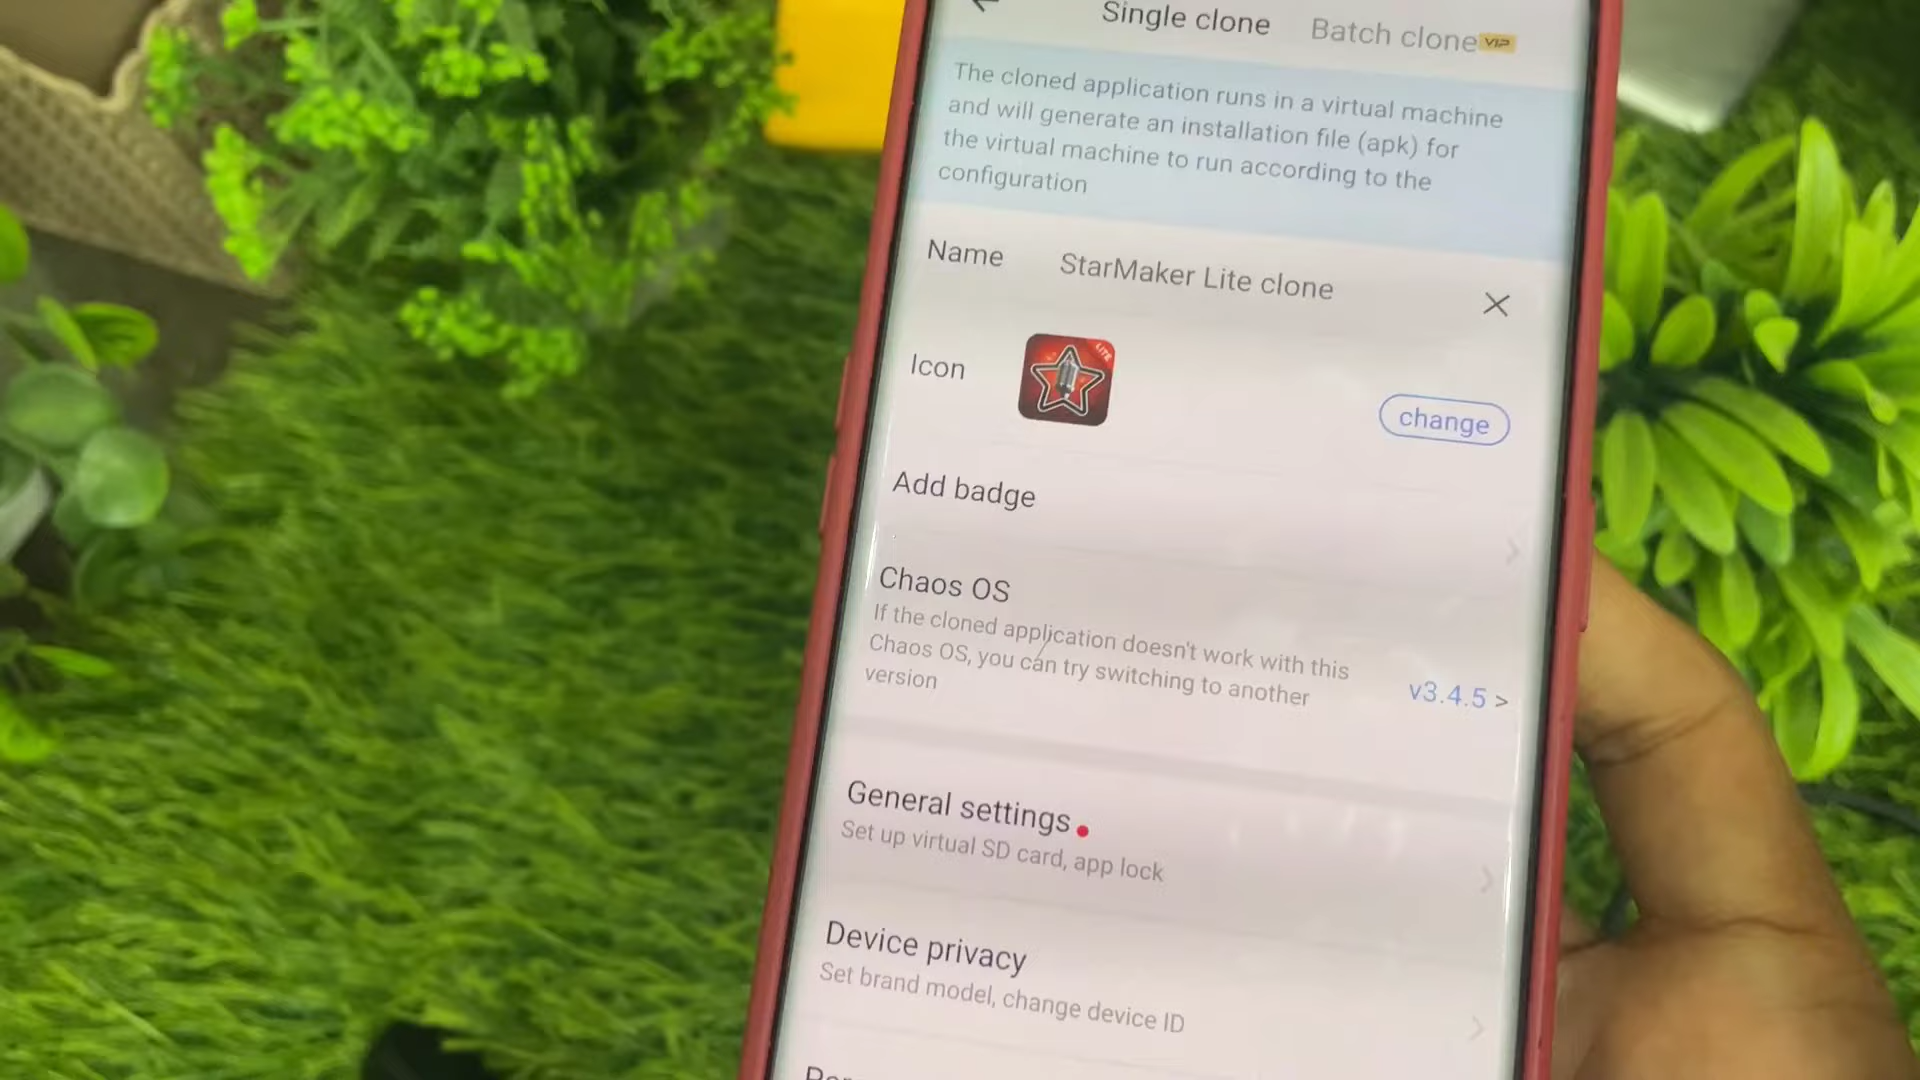 Single clone
Batch clone VIP
The cloned application runs in a virtual machine
and will generate an installation file (apk) for
the virtual machine to run according to the
configuration
Name
StarMaker Lite clone
Icon
LITE
change
Add badge
Chaos OS
If the cloned application doesn't work with this
Chaos OS, you can try switching to another
version
v3.4.5 >
General settings
Set up virtual SD card, app lock
Device privacy
Set brand model, change device ID